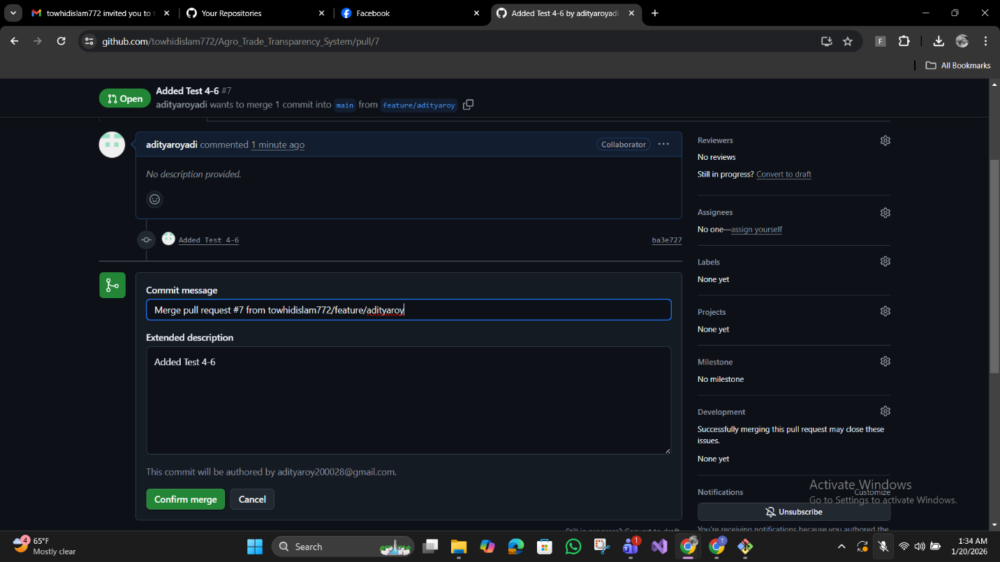 towhidislam772 invited you to
Your Repositories
Facebook
Added Test 4-6 by adityaroyadi
github.com/towhidislam772/Agro_Trade_Transparency_System/pull/7
F
All Bookmarks
Open
Added Test 4-6 #7
adityaroyadi wants to merge 1 commit into main from feature/adityaroy
adityaroyadi commented 1 minute ago
Collaborator
No description provided.
Added Test 4-6
ba3e727
Commit message
Merge pull request #7 from towhidislam772/feature/adityaroy
Extended description
Added Test 4-6
This commit will be authored by adityaroy200028@gmail.com.
Confirm merge
Cancel
Reviewers
No reviews
Still in progress? Convert to draft
Assignees
No one—assign yourself
Labels
None yet
Projects
None yet
Milestone
No milestone
Development
Successfully merging this pull request may close these
issues.
None yet
Notifications
Customize
Unsubscribe
You're receiving notifications because you authored the
Still in progress? Convert to draft
Activate Windows
Go to Settings to activate Windows.
4
65°F
Mostly clear
Search
1
T
1:34 AM
1/20/2026